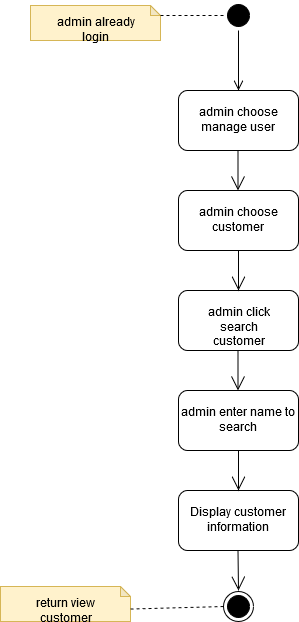 admin already
login
admin choose
manage user
admin choose
customer
admin click
search
customer
admin enter name to
search
Display customer
information
return view
customer